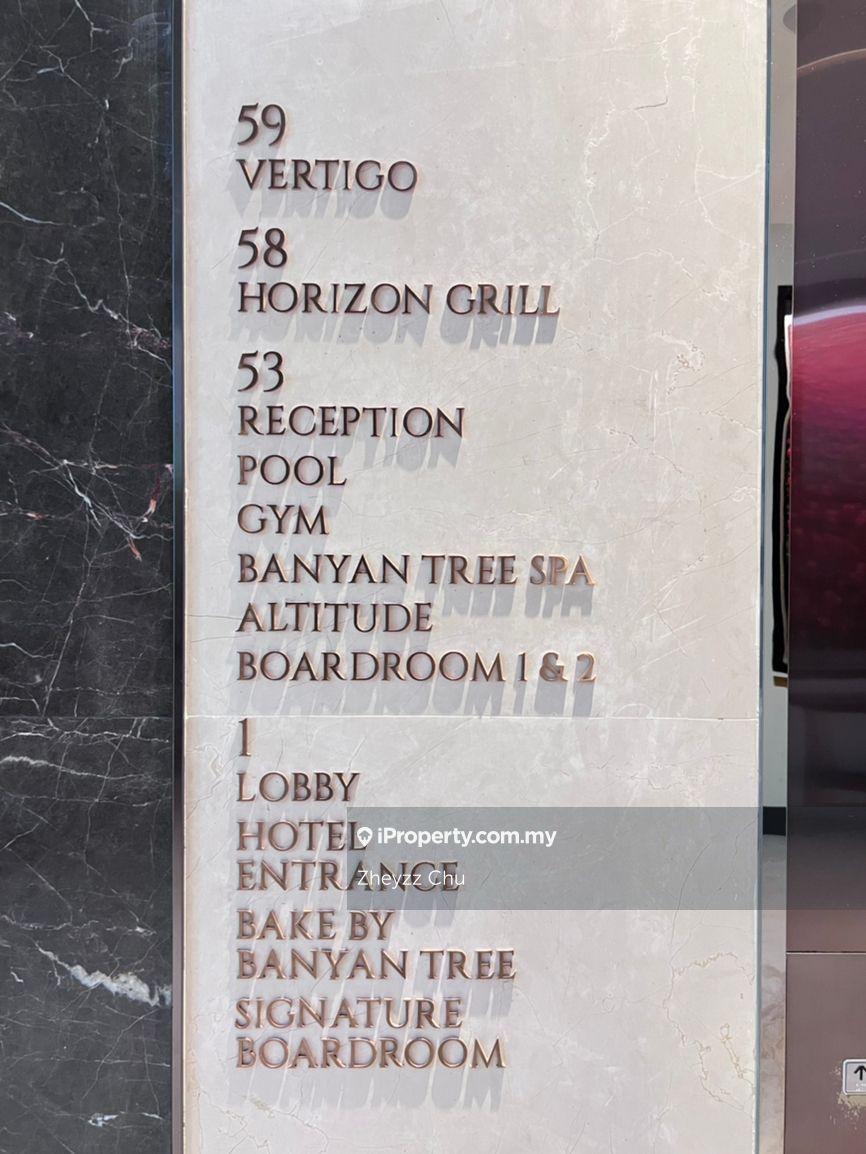 59
VERTIGO
58
HORIZON GRILL
53
RECEPTION
POOL
GYM
BANYAN TREE SPA
ALTITUDE
BOARDROOM 1 & 2
1
LOBBY
HOTEL
iProperty.com.my
ENTRANCE
Zheyzz Chu
BAKE BY
BANYAN TREE
SIGNATURE
BOARDROOM